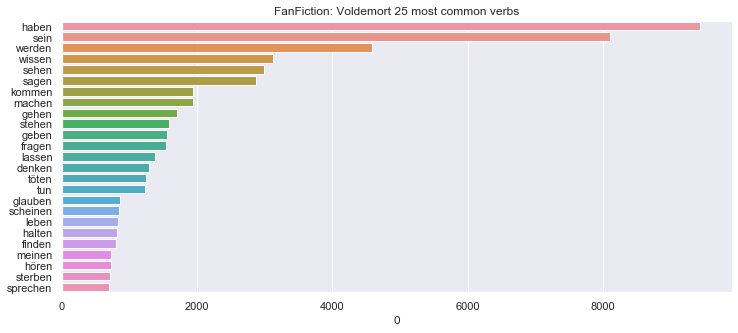 FanFiction: Voldemort 25 most common verbs
haben
sein
werden
wissen
sehen
sagen
kommen
machen
gehen
stehen
geben
fragen
lassen
denken
töten
tun
glauben
scheinen
leben
halten
finden
meinen
hören
sterben
sprechen
0 2000 4000 6000 8000
0